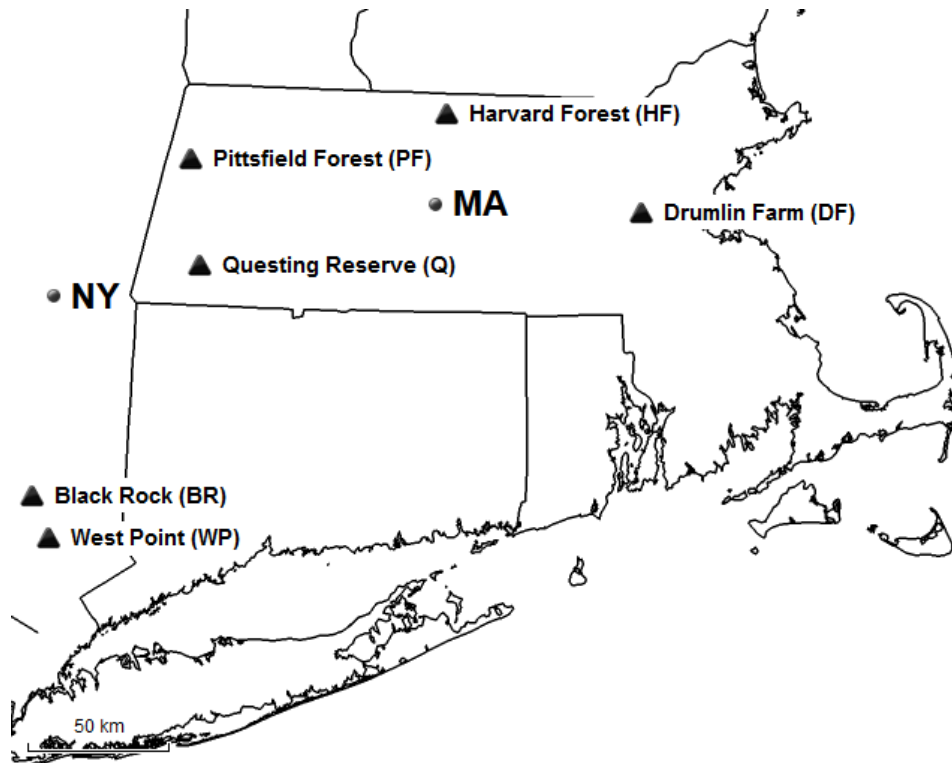 Harvard Forest (HF)
Pittsfield Forest (PF)
MA
Drumlin Farm (DF)
Questing Reserve (Q)
NY
Black Rock (BR)
West Point (WP)
50 km